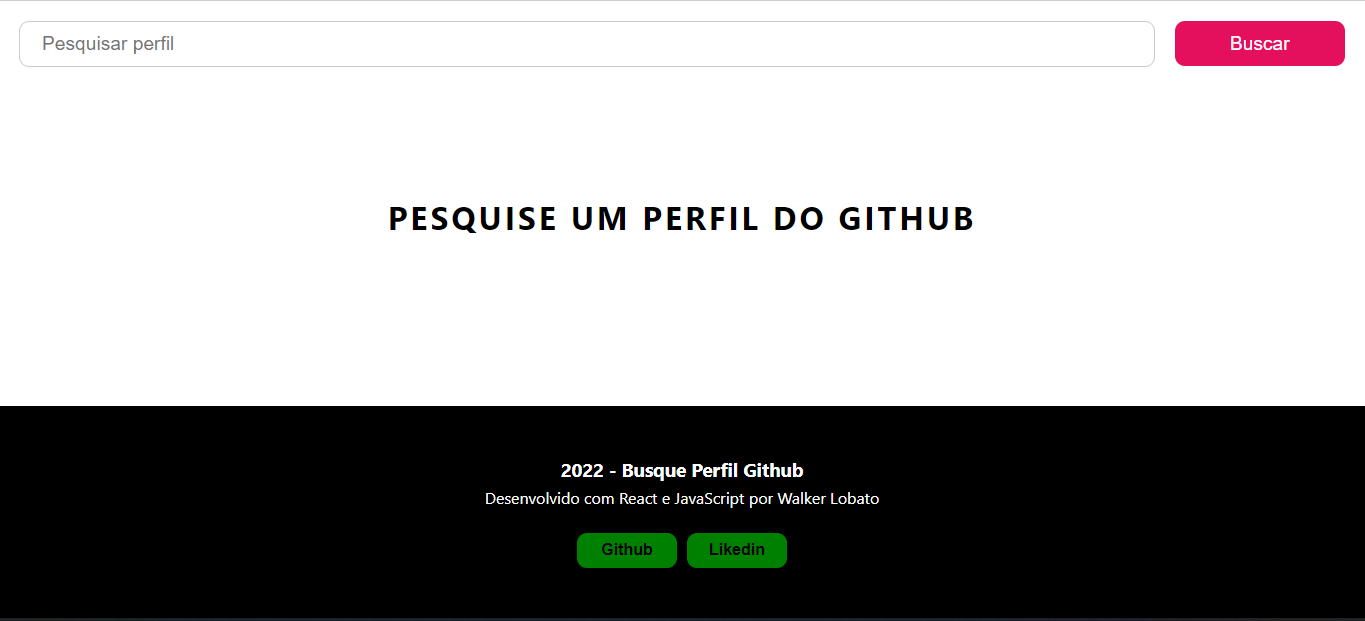 Pesquisar perfil
Buscar
PESQUISE UM PERFIL DO GITHUB
2022 - Busque Perfil Github
Desenvolvido com React e JavaScript por Walker Lobato
Github
Likedin